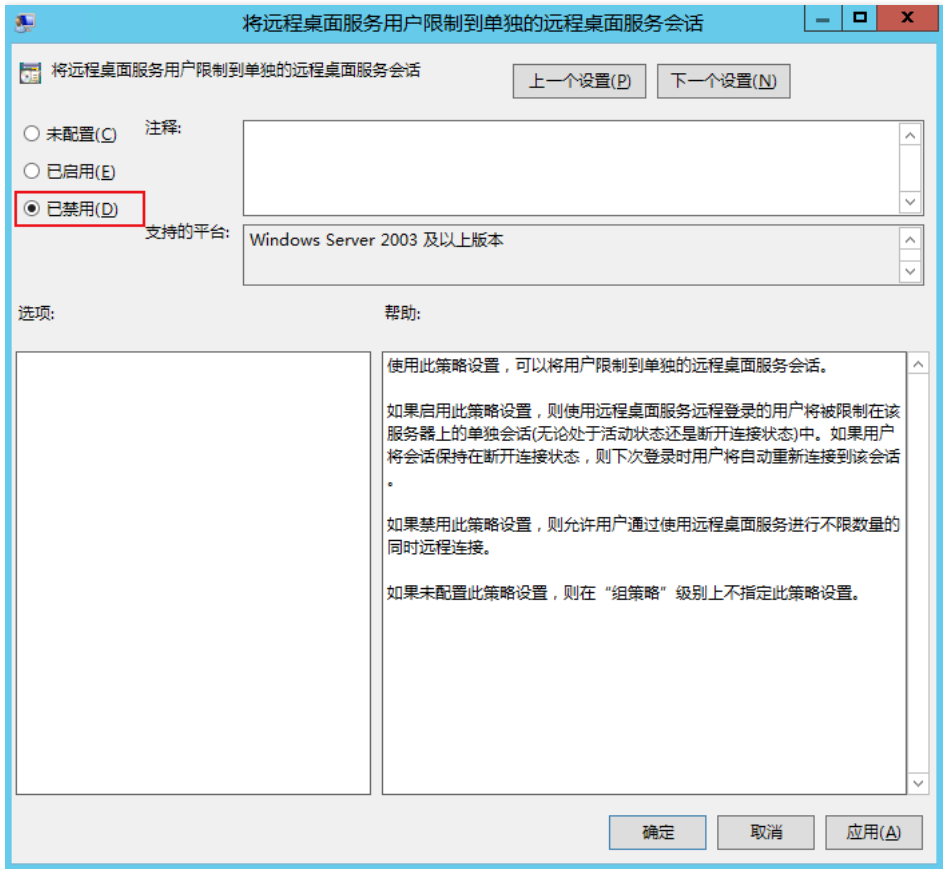 将远程桌面服务用户限制到单独的远程桌面服务会话
将远程桌面服务用户限制到单独的远程桌面服务会话
上一个设置(P)
下一个设置(N)
未配置(C)
注释:
已启用(E)
已禁用(D)
支持的平台:
Windows Server 2003 及以上版本
选项:
帮助:
使用此策略设置，可以将用户限制到单独的远程桌面服务会话。
如果启用此策略设置，则使用远程桌面服务远程登录的用户将被限制在该
服务器上的单独会话(无论处于活动状态还是断开连接状态)中。如果用户
将会话保持在断开连接状态，则下次登录时用户将自动重新连接到该会话
。
如果禁用此策略设置，则允许用户通过使用远程桌面服务进行不限数量的
同时远程连接。
如果未配置此策略设置，则在“组策略”级别上不指定此策略设置。
确定
取消
应用(A)